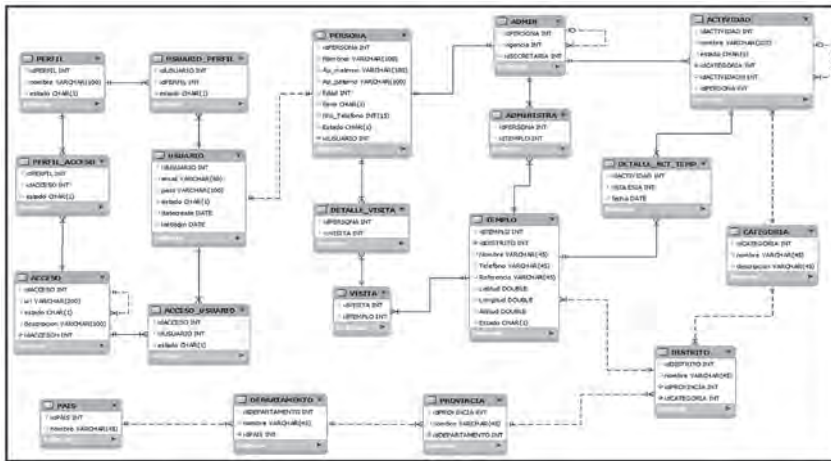 PERFIL
idPERFIL INT
nombre VARCHAR(100)
estado CHAR(1)
USUARIO_PERFIL
idUSUARIO INT
idPERFIL INT
estado CHAR(1)
PERSONA
idPERSONA INT
Nombres VARCHAR(100)
Ap_materno VARCHAR(100)
Ap_paterno VARCHAR(100)
Edad INT
Sexo CHAR(1)
Nro_Telefono INT(15)
Estado CHAR(1)
idUSUARIO INT
ADMIN
idPERSONA INT
vigencia INT
idSECRETARIA INT
ACTIVIDAD
idACTIVIDAD INT
nombre VARCHAR(200)
estado CHAR(1)
idCATEGORIA INT
idACTIVIDADH INT
idPERSONA INT
PERFIL_ACCESO
idPERFIL INT
idACCESO INT
estado CHAR(1)
USUARIO
idUSUARIO INT
email VARCHAR(50)
pass VARCHAR(100)
estado CHAR(1)
datecreate DATE
DATE
ADMINISTRA
idPERSONA INT
idTEMPLO INT
DETALLE_ACT_TEMP
idACTIVIDAD INT
INT
fecha DATE
DETALLE_VISITA
idPERSONA INT
idVISITA INT
TEMPLO
idTEMPLO INT
idDISTRITO INT
Nombre VARCHAR(45)
Telefono VARCHAR(45)
Referencia VARCHAR(45)
Latitud DOUBLE
Longitud DOUBLE
Altitud DOUBLE
Estado CHAR(1)
CATEGORIA
idCATEGORIA INT
nombre VARCHAR(45)
descripcion VARCHAR(45)
ACCESO
idACCESO INT
url VARCHAR(200)
estado CHAR(1)
descripcion VARCHAR(100)
idACCESOH INT
ACCESO_USUARIO
idACCESO INT
idUSUARIO INT
estado CHAR(1)
VISITA
idVISITA INT
idTEMPLO INT
DISTRITO
idDISTRITO INT
nombre VARCHAR(45)
idPROVINCIA INT
idCATEGORIA INT
PAIS
idPAIS INT
nombre VARCHAR(45)
DEPARTAMENTO
idDEPARTAMENTO INT
nombre VARCHAR(45)
idPAIS INT
PROVINCIA
idPROVINCIA INT
nombre VARCHAR(45)
idDEPARTAMENTO INT